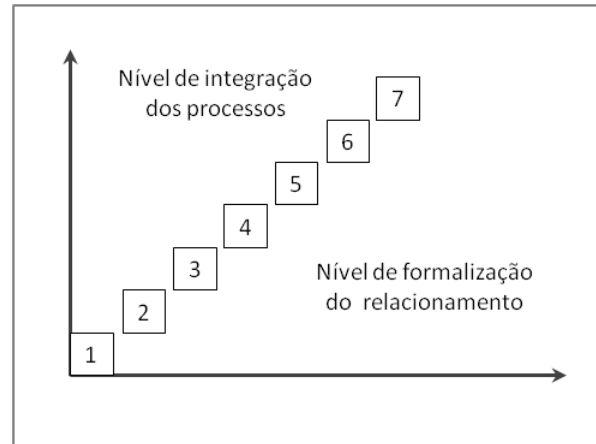 Nível de integração
dos processos
7
6
5
4
3
Nível de formalização
do relacionamento
2
1